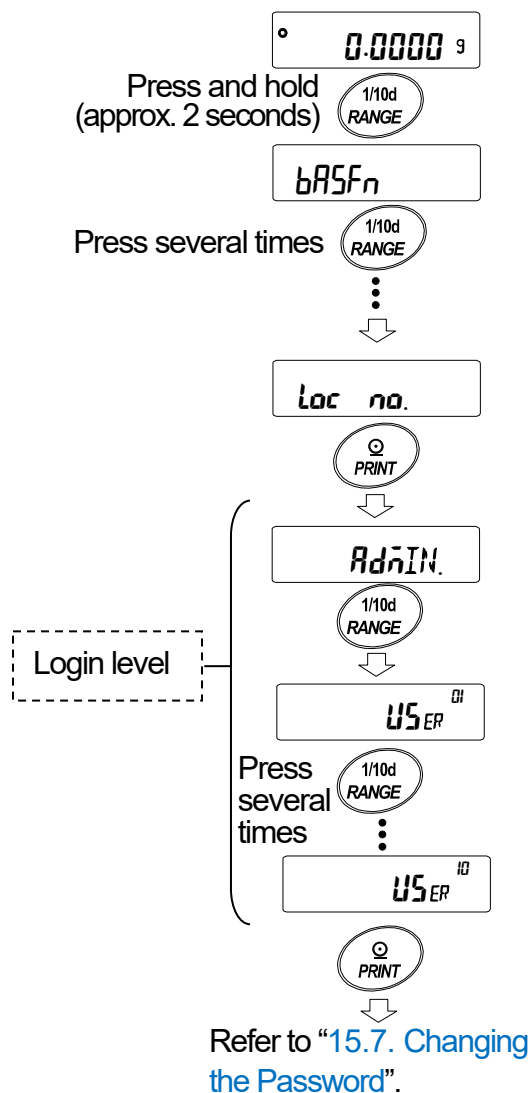 0.0000 g
Press and hold
(approx. 2 seconds)
1/10d
RANGE
bASFn
Press several times
1/10d
RANGE
Loc no.
PRINT
AdmIN.
1/10d
RANGE
Login level
01
USER
Press
several
times
1/10d
RANGE
10
USER
PRINT
Refer to “15.7. Changing
the Password”.